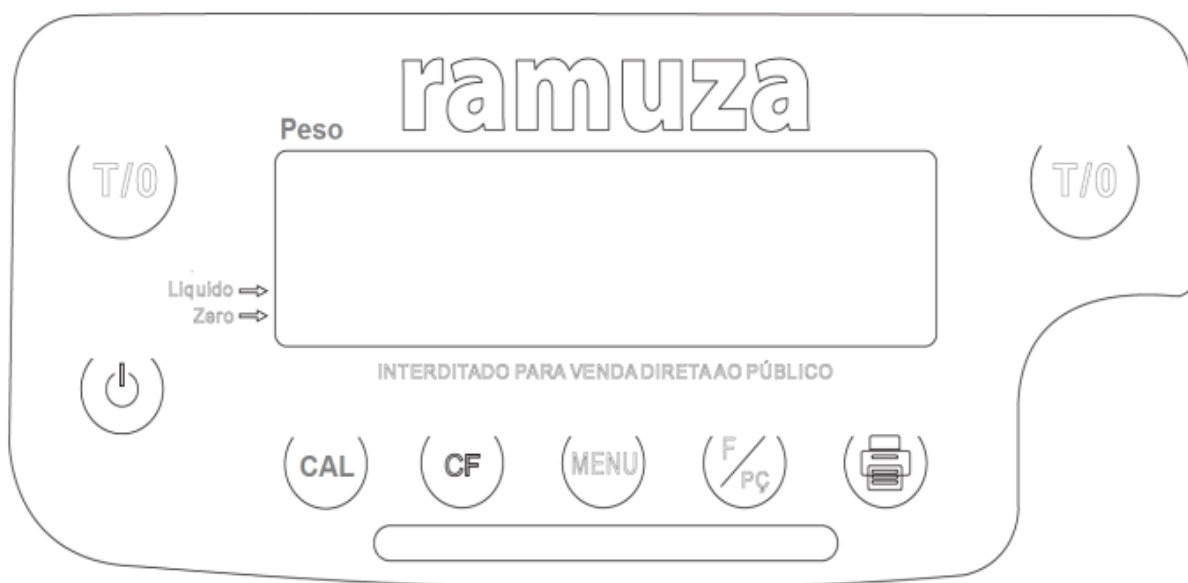 ramuza
Peso
T/0
T/0
Liquido
Zero
INTERDITADO PARA VENDA DIRETA AO PÚBLICO
CAL
CF
MENU
F/PÇ